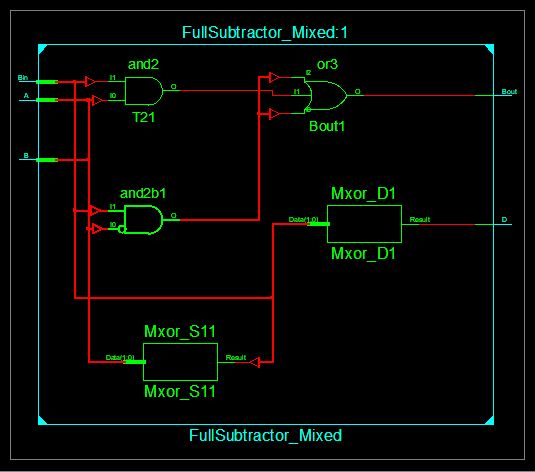 FullSubtractor_Mixed:1
and2
or3
Bin
I1
I2
O
A
I0
I1
O
Bout
T21
I0
Bout1
B
and2b1
Mxor_D1
I1
O
Data(1:0)
Result
D
I0
Mxor_D1
Mxor_S11
Data(1:0)
Result
Mxor_S11
FullSubtractor_Mixed